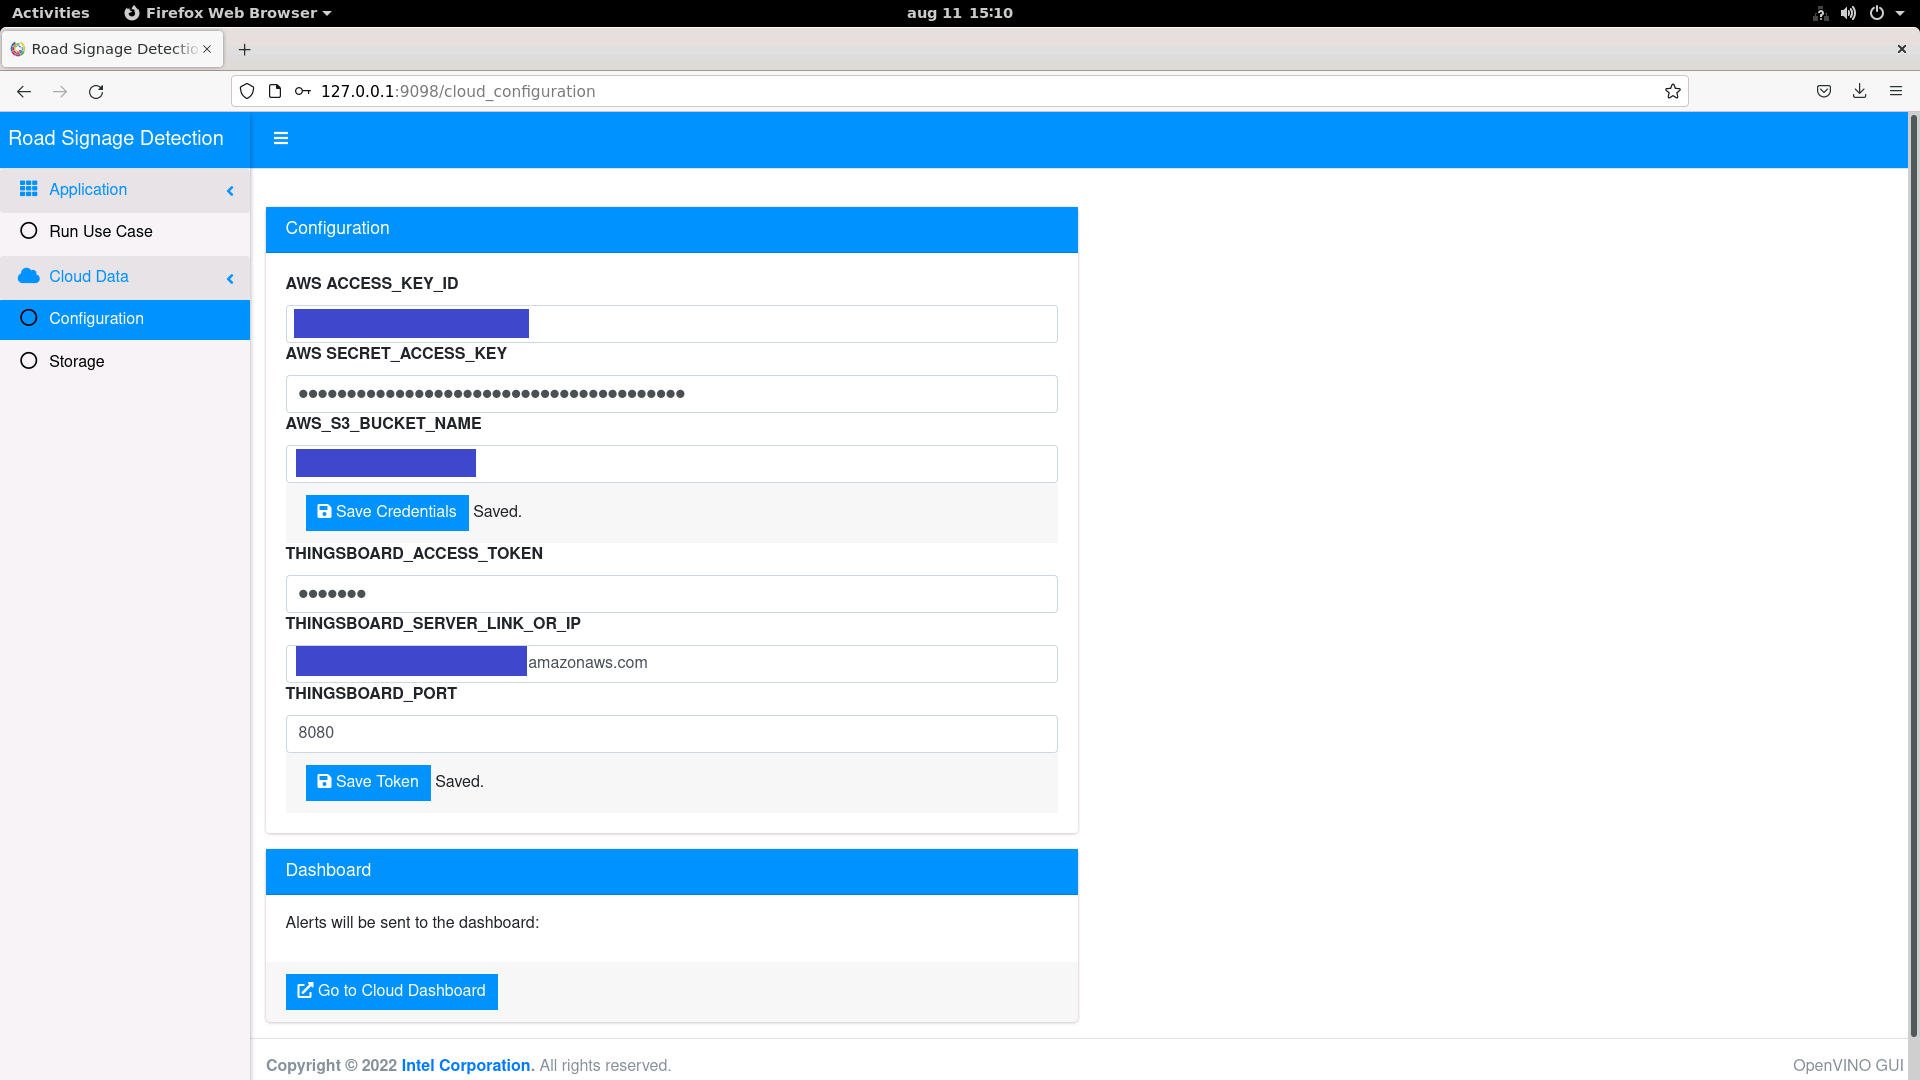 Activities Firefox Web Browser aug 11 15:10
Road Signage Detectio
127.0.0.1:9098/cloud_configuration
Road Signage Detection
Application
Run Use Case
Cloud Data
Configuration
Storage
Configuration
AWS ACCESS_KEY_ID
AWS SECRET_ACCESS_KEY
••••••••••••••••••••••••••••••••••••••••
AWS_S3_BUCKET_NAME
Save Credentials Saved.
THINGSBOARD_ACCESS_TOKEN
•••••••
THINGSBOARD_SERVER_LINK_OR_IP
amazonaws.com
THINGSBOARD_PORT
8080
Save Token Saved.
Dashboard
Alerts will be sent to the dashboard:
Go to Cloud Dashboard
Copyright © 2022 Intel Corporation. All rights reserved. OpenVINO GUI